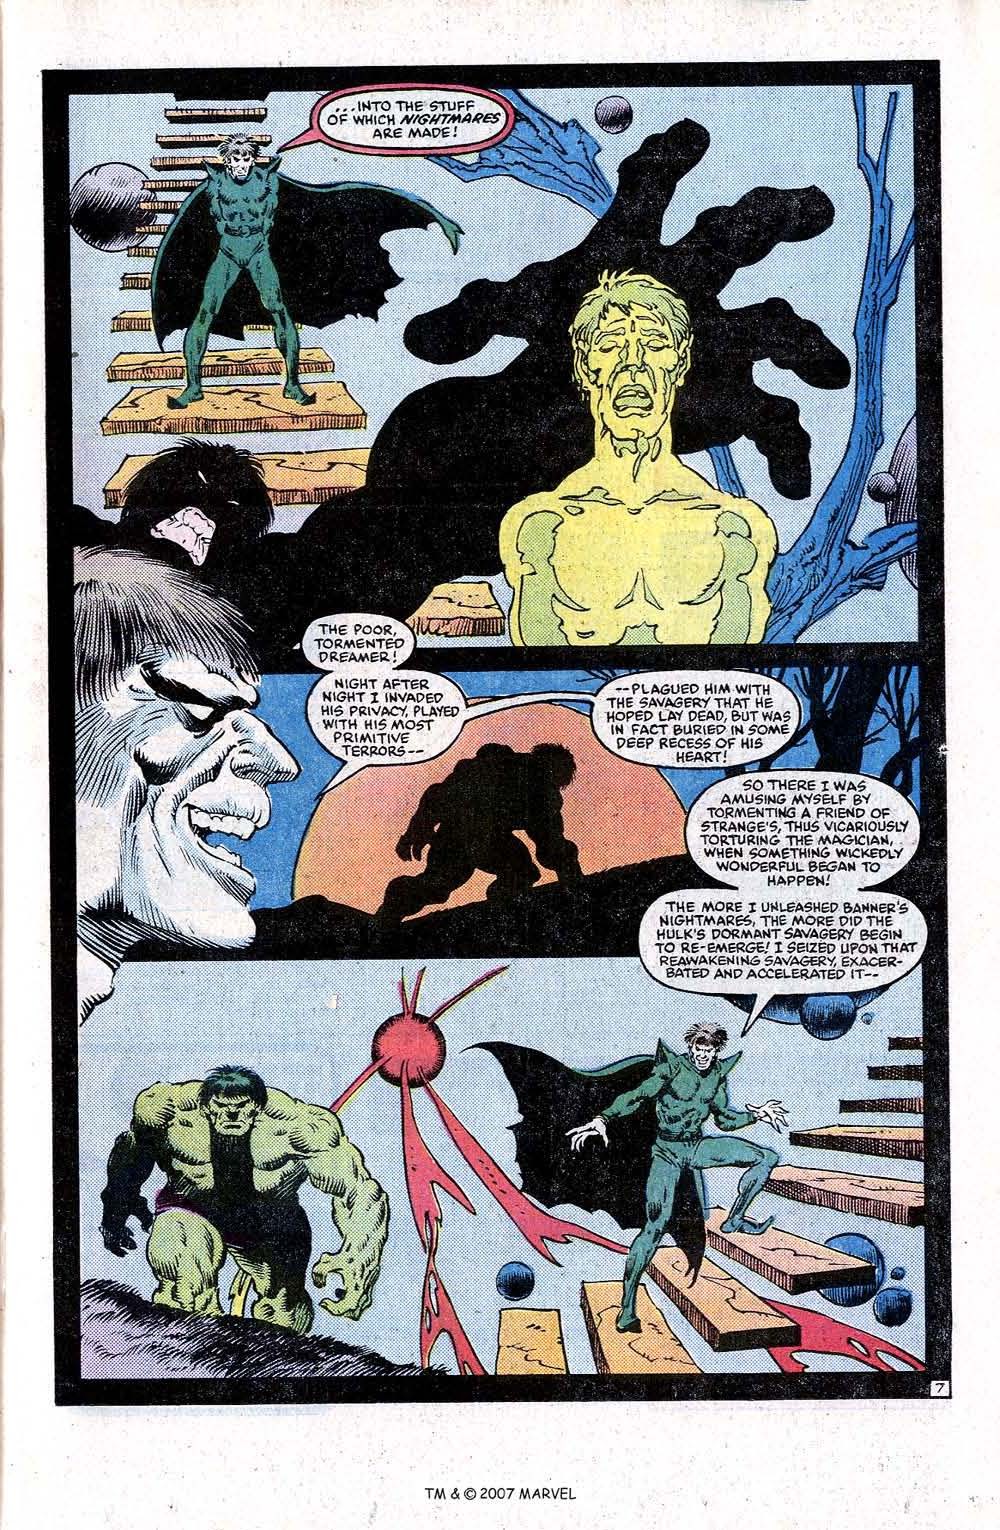 ...INTO THE STUFF
OF WHICH NIGHTMARES
ARE MADE!
THE POOR,
TORMENTED
DREAMER!
NIGHT AFTER
NIGHT I INVADED
HIS PRIVACY, PLAYED
WITH HIS MOST
PRIMITIVE
TERRORS--
--PLAGUED HIM WITH
THE SAVAGERY THAT HE
HOPED LAY DEAD, BUT WAS
IN FACT BURIED IN SOME
DEEP RECESS OF HIS
HEART!
SO THERE I WAS
AMUSING MYSELF BY
TORMENTING A FRIEND OF
STRANGE'S, THUS VICARIOUSLY
TORTURING THE MAGICIAN,
WHEN SOMETHING WICKEDLY
WONDERFUL BEGAN TO
HAPPEN!
THE MORE I UNLEASHED BANNER'S
NIGHTMARES, THE MORE DID THE
HULK'S DORMANT SAVAGERY BEGIN
TO RE-EMERGE! I SEIZED UPON THAT
REAWAKENING SAVAGERY, EXACER-
BATED AND ACCELERATED IT--
7
TM & © 2007 MARVEL